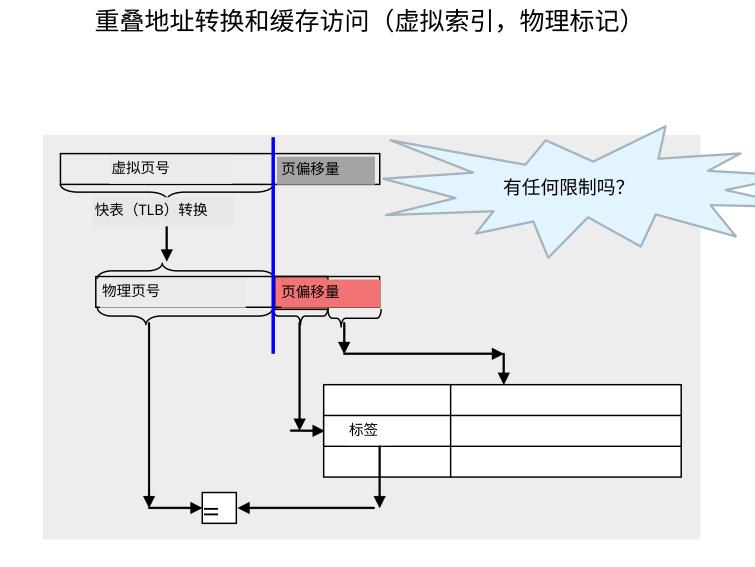 重叠地址转换和缓存访问（虚拟索引，物理标记）
虚拟页号
页偏移量
有任何限制吗？
快表（TLB）转换
物理页号
页偏移量
标签
=